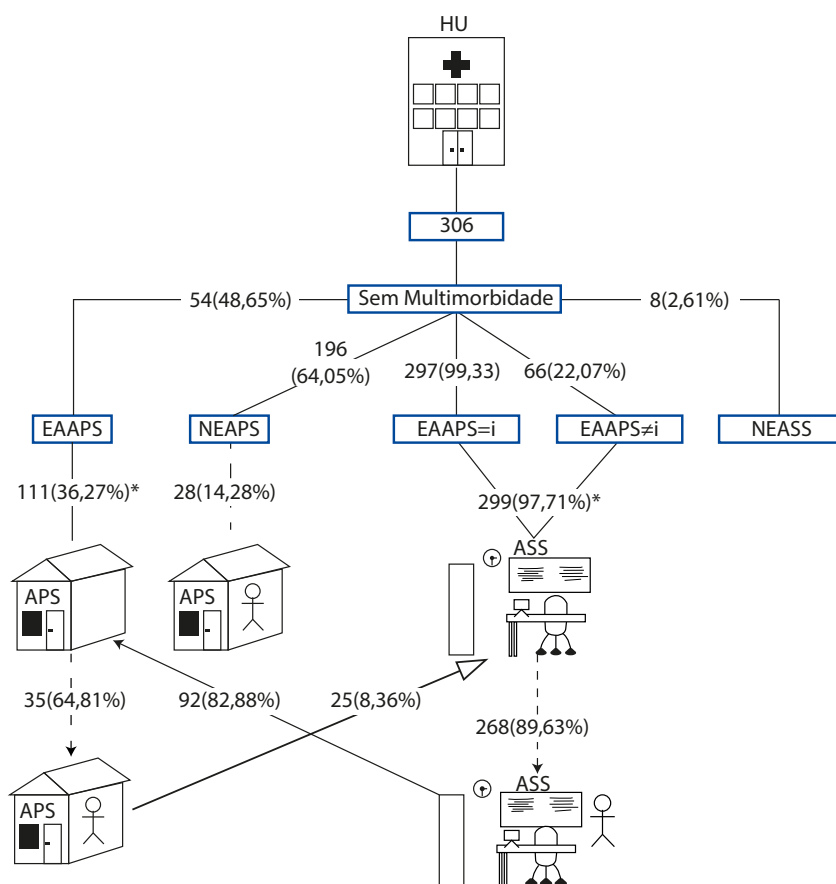 HU
306
54(48,65%)
Sem Multimorbidade
8(2,61%)
196
(64,05%)
297(99,33)
66(22,07%)
EAAPS
NEAPS
EAAPS=i
EAAPS≠i
NEASS
111(36,27%)*
28(14,28%)
299(97,71%)*
ASS
APS
APS
35(64,81%)
92(82,88%)
25(8,36%)
268(89,63%)
ASS
APS